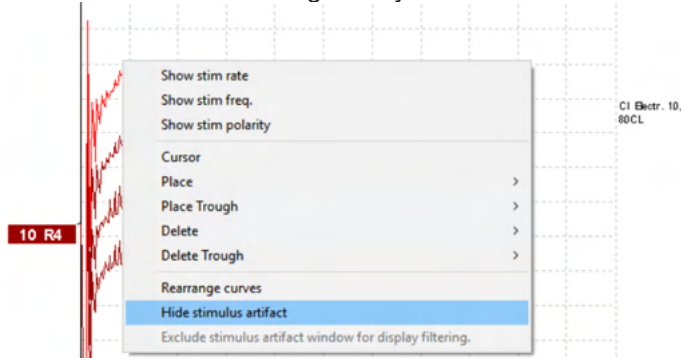 Show stim rate
Show stim freq.
Show stim polarity
CI Electr. 10,
80CL
Cursor
Place
Place Trough
Delete
10 R4
Delete Trough
Rearrange curves
Hide stimulus artifact
Exclude stimulus artifact window for display filtering.